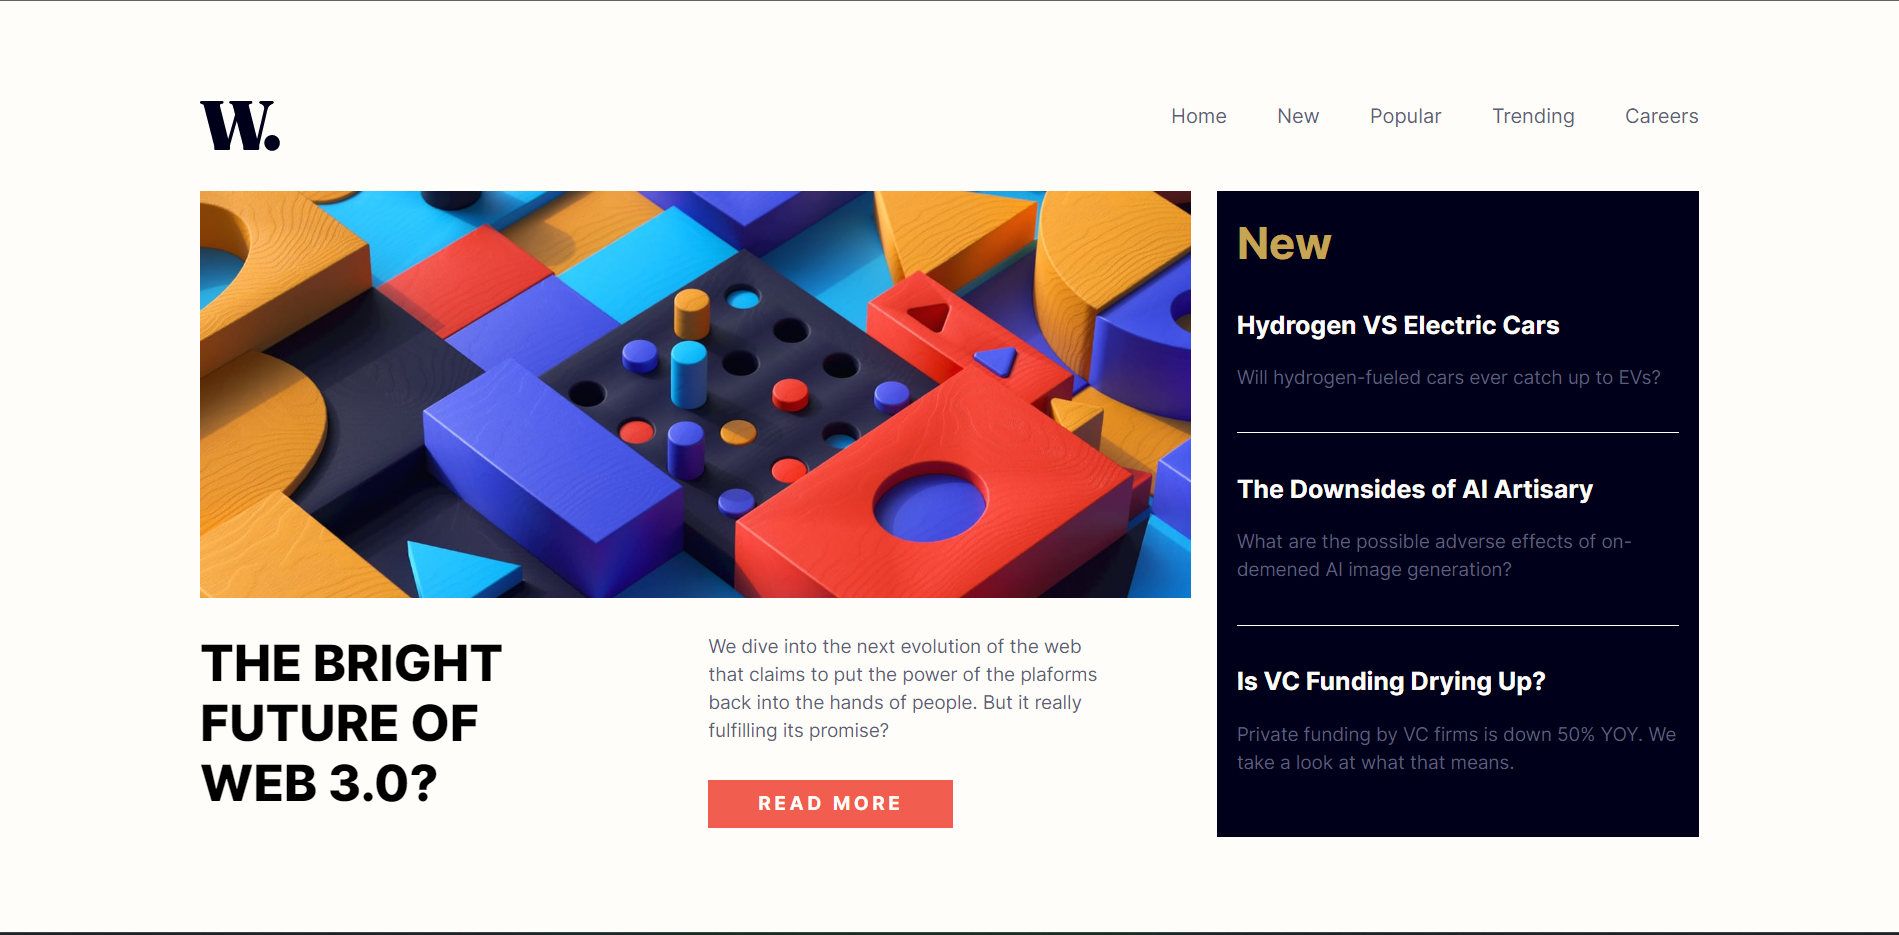 W.
Home New Popular Trending Careers
THE BRIGHT
FUTURE OF
WEB 3.0?
We dive into the next evolution of the web
that claims to put the power of the plaforms
back into the hands of people. But it really
fulfilling its promise?
READ MORE
New
Hydrogen VS Electric Cars
Will hydrogen-fueled cars ever catch up to EVs?
The Downsides of AI Artisary
What are the possible adverse effects of on-
demened AI image generation?
Is VC Funding Drying Up?
Private funding by VC firms is down 50% YOY. We
take a look at what that means.